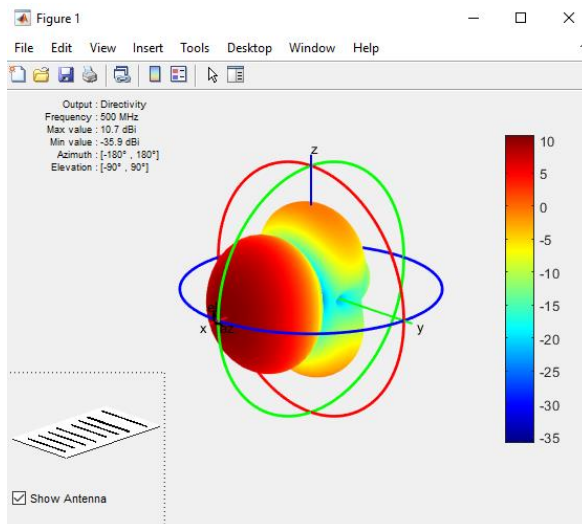 Figure 1
File Edit View Insert Tools Desktop Window Help
Output : Directivity
Frequency : 500 MHz
Max value : 10.7 dBi
Min value : -35.9 dBi
Azimuth : [-180° , 180°]
Elevation : [-90° , 90°]
z
x
y
10
5
0
-5
-10
-15
-20
-25
-30
-35
Show Antenna